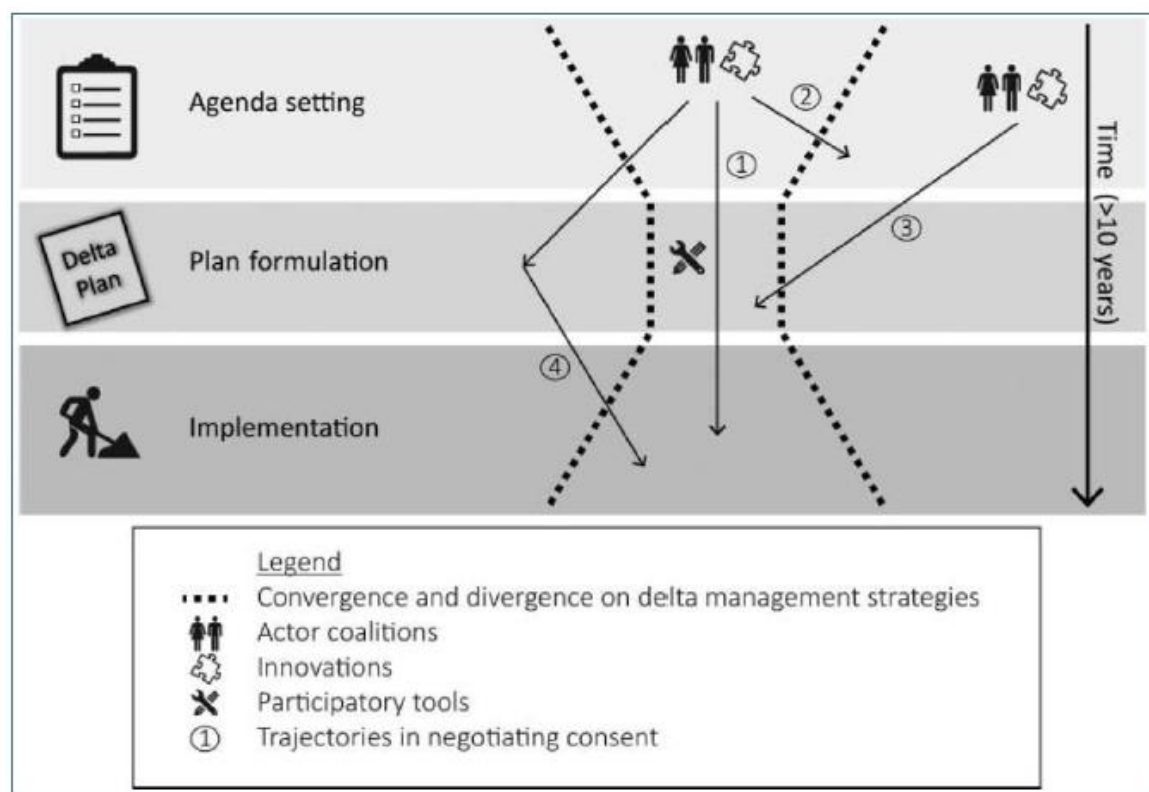 Agenda setting
②
①
Time (>10 years)
Delta
Plan
Plan formulation
③
④
Implementation
Legend
Convergence and divergence on delta management strategies
Actor coalitions
Innovations
Participatory tools
① Trajectories in negotiating consent